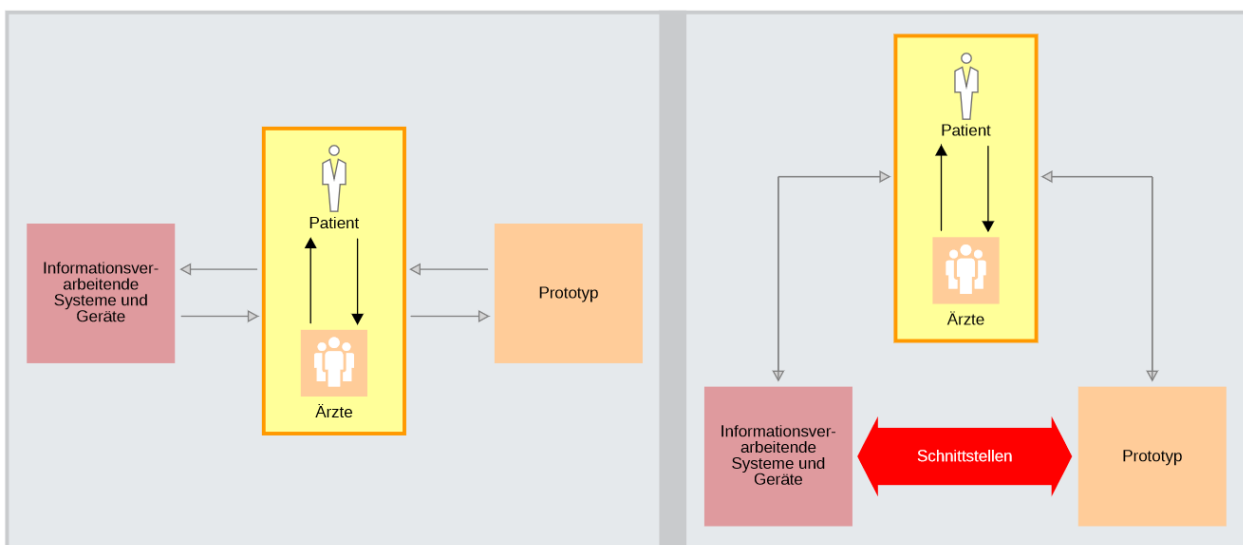 Patient
Informationsver-
arbeitende
Systeme und
Geräte
Prototyp
Ärzte
Patient
Ärzte
Informationsver-
arbeitende
Systeme und
Geräte
Schnittstellen
Prototyp